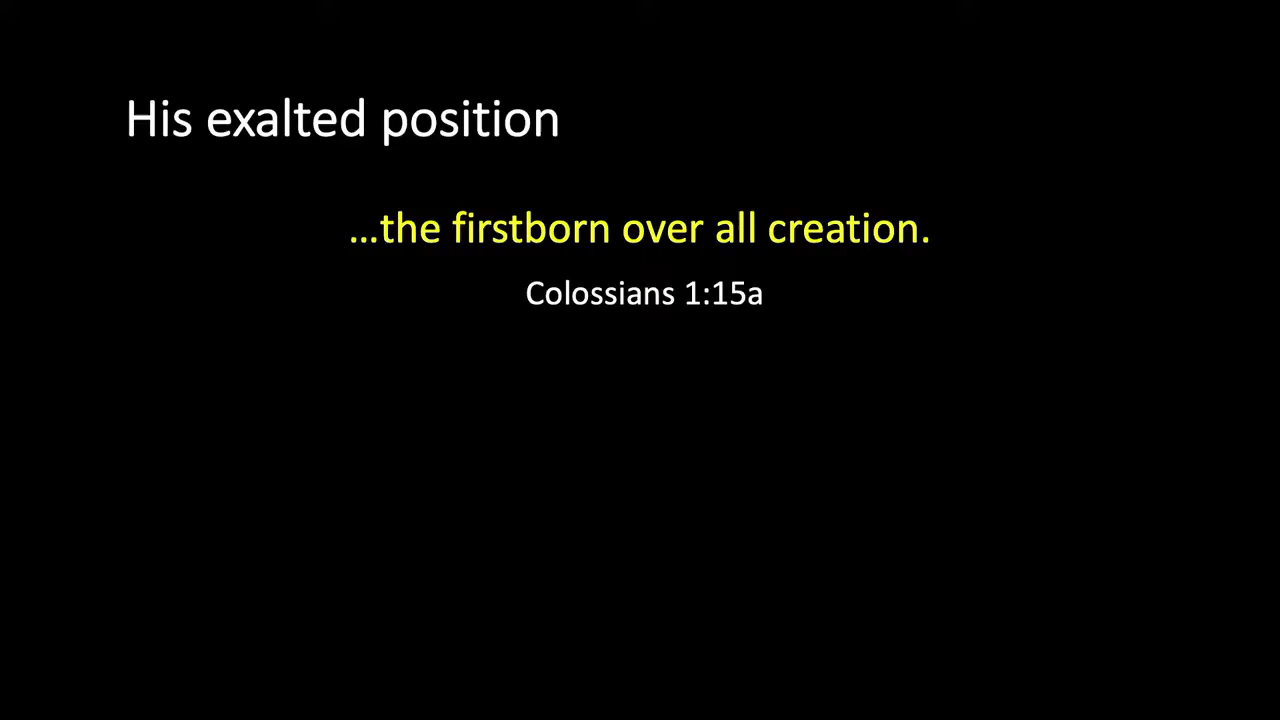 His exalted position
…the firstborn over all creation.
Colossians 1:15a